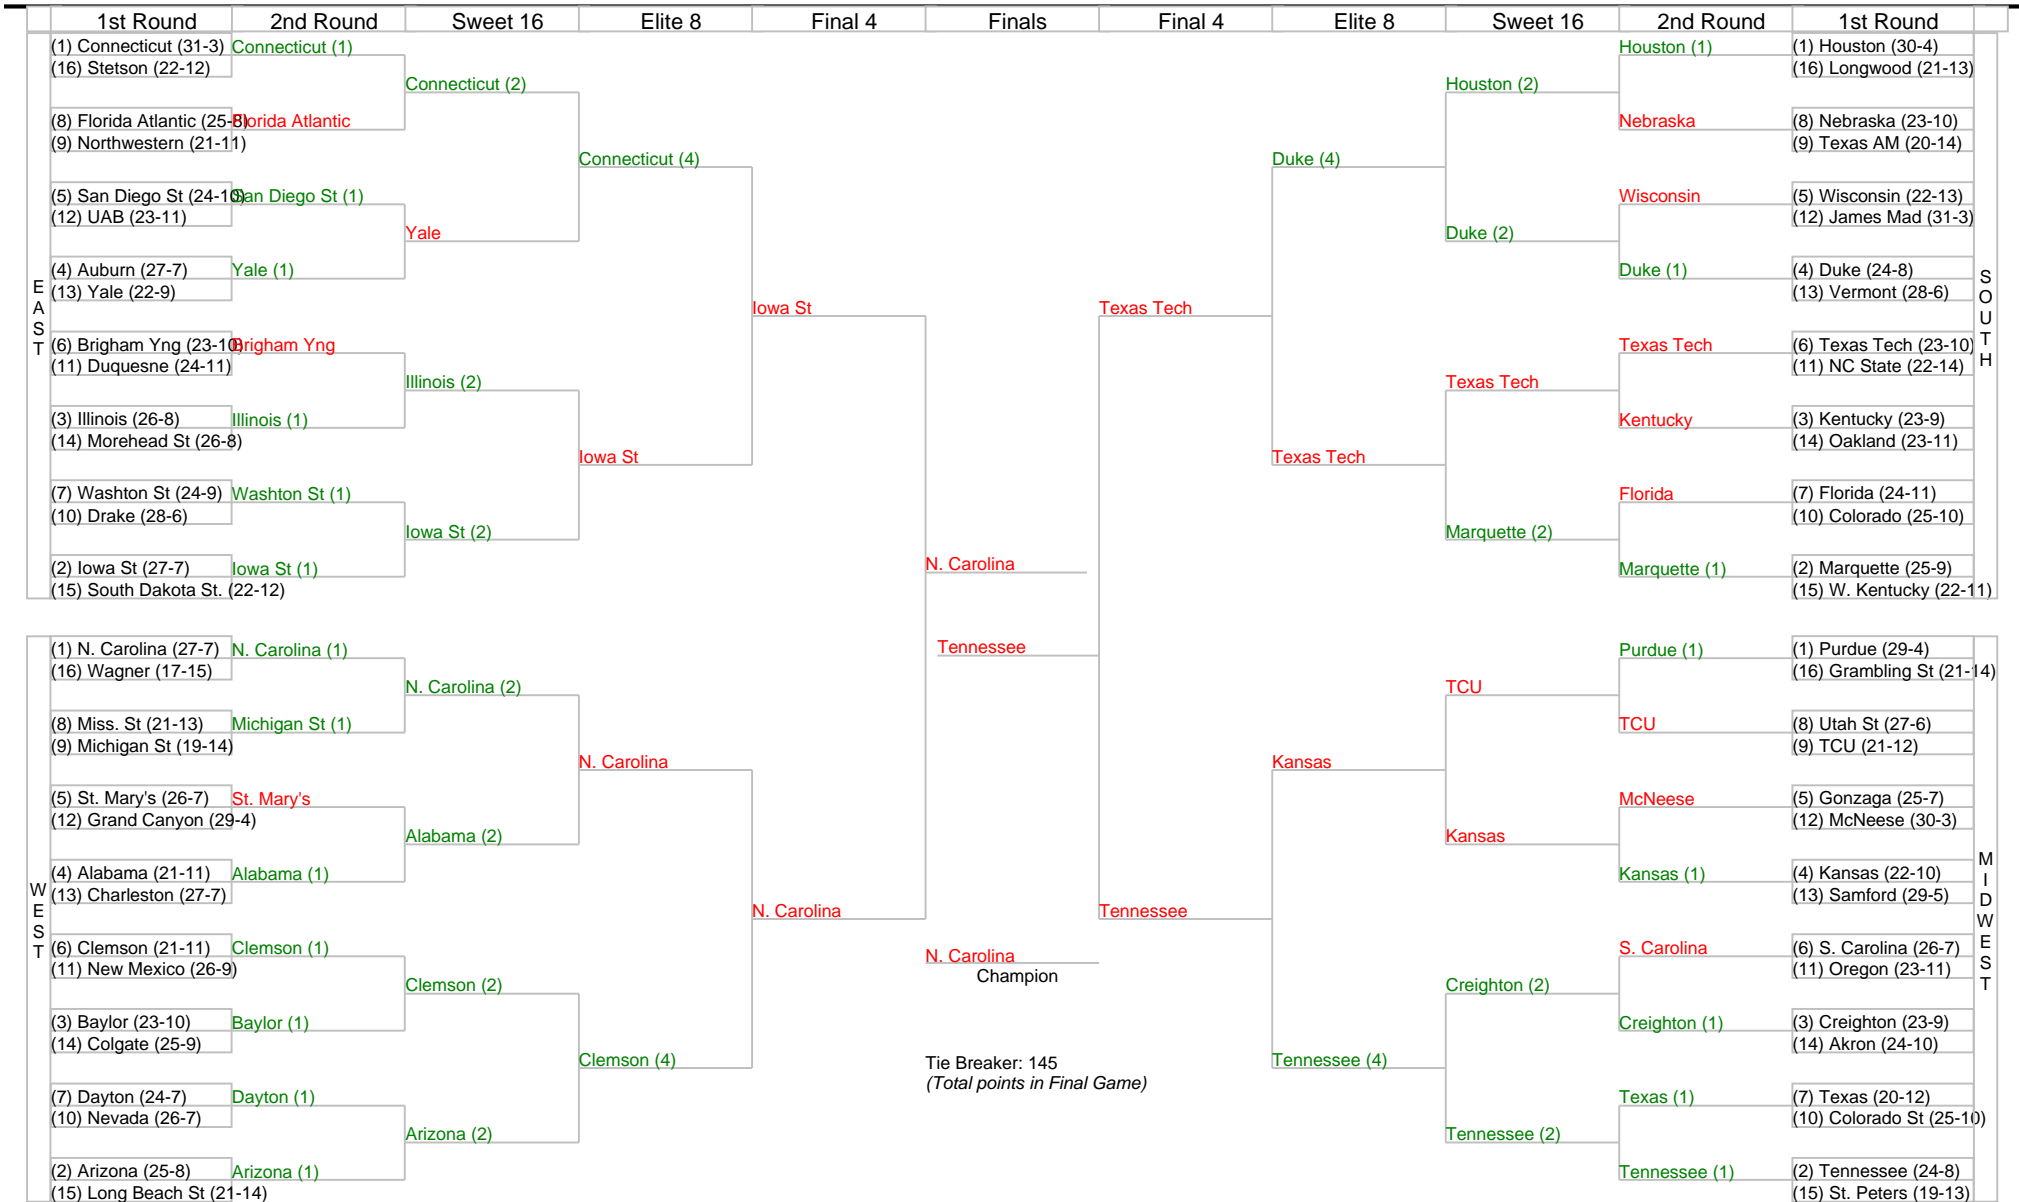 1st Round 2nd Round Sweet 16 Elite 8 Final 4 Finals Final 4 Elite 8 Sweet 16 2nd Round 1st Round
EAST
(1) Connecticut (31-3)
(16) Stetson (22-12)
(8) Florida Atlantic (25-8)
(9) Northwestern (21-11)
(5) San Diego St (24-10)
(12) UAB (23-11)
(4) Auburn (27-7)
(13) Yale (22-9)
(6) Brigham Yng (23-10)
(11) Duquesne (24-11)
(3) Illinois (26-8)
(14) Morehead St (26-8)
(7) Washton St (24-9)
(10) Drake (28-6)
(2) Iowa St (27-7)
(15) South Dakota St. (22-12)
Connecticut (1)
Florida Atlantic
San Diego St (1)
Yale (1)
Brigham Yng
Illinois (1)
Washton St (1)
Iowa St (1)
Connecticut (2)
Yale
Illinois (2)
Iowa St (2)
Connecticut (4)
Iowa St
Iowa St
WEST
(1) N. Carolina (27-7)
(16) Wagner (17-15)
(8) Miss. St (21-13)
(9) Michigan St (19-14)
(5) St. Mary's (26-7)
(12) Grand Canyon (29-4)
(4) Alabama (21-11)
(13) Charleston (27-7)
(6) Clemson (21-11)
(11) New Mexico (26-9)
(3) Baylor (23-10)
(14) Colgate (25-9)
(7) Dayton (24-7)
(10) Nevada (26-7)
(2) Arizona (25-8)
(15) Long Beach St (21-14)
N. Carolina (1)
Michigan St (1)
St. Mary's
Alabama (1)
Clemson (1)
Baylor (1)
Dayton (1)
Arizona (1)
N. Carolina (2)
Alabama (2)
Clemson (2)
Arizona (2)
N. Carolina
Clemson (4)
N. Carolina
N. Carolina
Tennessee
N. Carolina
Champion
Tie Breaker: 145
(Total points in Final Game)
Texas Tech
Duke (4)
Texas Tech
Houston (2)
Duke (2)
Texas Tech
Marquette (2)
Houston (1)
Nebraska
Wisconsin
Duke (1)
Texas Tech
Kentucky
Florida
Marquette (1)
(1) Houston (30-4)
(16) Longwood (21-13)
(8) Nebraska (23-10)
(9) Texas AM (20-14)
(5) Wisconsin (22-13)
(12) James Mad (31-3)
(4) Duke (24-8)
(13) Vermont (28-6)
(6) Texas Tech (23-10)
(11) NC State (22-14)
(3) Kentucky (23-9)
(14) Oakland (23-11)
(7) Florida (24-11)
(10) Colorado (25-10)
(2) Marquette (25-9)
(15) W. Kentucky (22-11)
SOUTH
Tennessee
Kansas
Tennessee (4)
TCU
Kansas
Creighton (2)
Tennessee (2)
Purdue (1)
TCU
McNeese
Kansas (1)
S. Carolina
Creighton (1)
Texas (1)
Tennessee (1)
(1) Purdue (29-4)
(16) Grambling St (21-14)
(8) Utah St (27-6)
(9) TCU (21-12)
(5) Gonzaga (25-7)
(12) McNeese (30-3)
(4) Kansas (22-10)
(13) Samford (29-5)
(6) S. Carolina (26-7)
(11) Oregon (23-11)
(3) Creighton (23-9)
(14) Akron (24-10)
(7) Texas (20-12)
(10) Colorado St (25-10)
(2) Tennessee (24-8)
(15) St. Peters (19-13)
MIDWEST